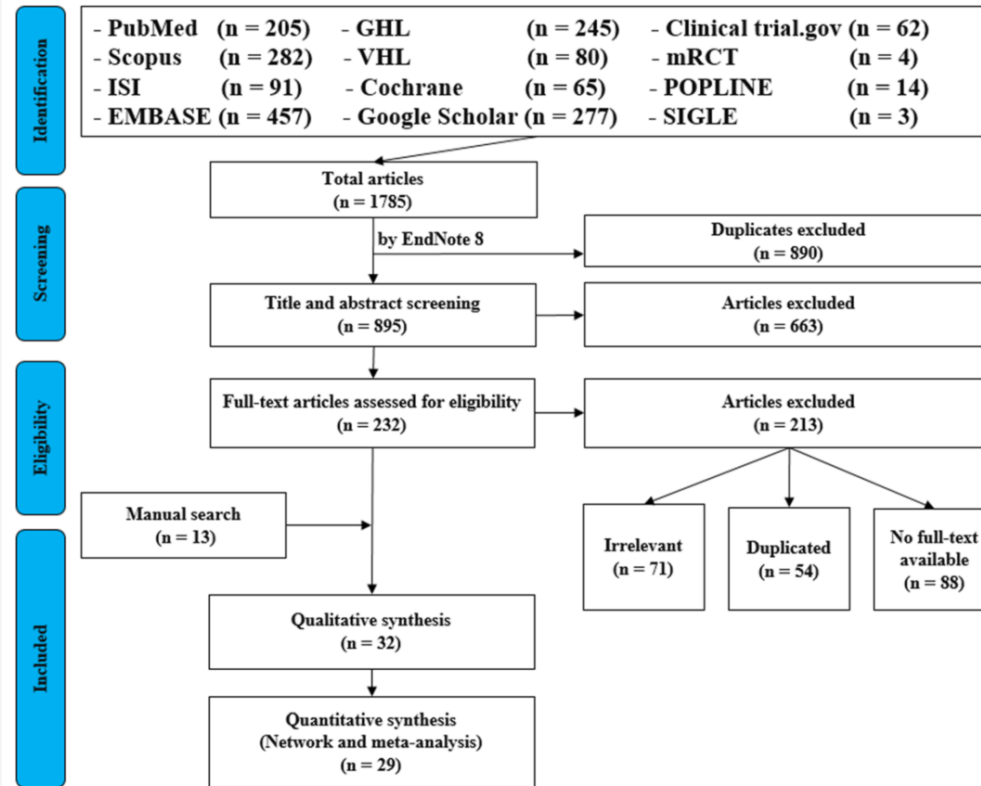 Identification
- PubMed (n = 205) - GHL (n = 245) - Clinical trial.gov (n = 62)
- Scopus (n = 282) - VHL (n = 80) - mRCT (n = 4)
- ISI (n = 91) - Cochrane (n = 65) - POPLINE (n = 14)
- EMBASE (n = 457) - Google Scholar (n = 277) - SIGLE (n = 3)
Total articles
(n = 1785)
Screening
by EndNote 8
Duplicates excluded
(n = 890)
Title and abstract screening
(n = 895)
Articles excluded
(n = 663)
Eligibility
Full-text articles assessed for eligibility
(n = 232)
Articles excluded
(n = 213)
Manual search
(n = 13)
Irrelevant
(n = 71)
Duplicated
(n = 54)
No full-text
available
(n = 88)
Included
Qualitative synthesis
(n = 32)
Quantitative synthesis
(Network and meta-analysis)
(n = 29)